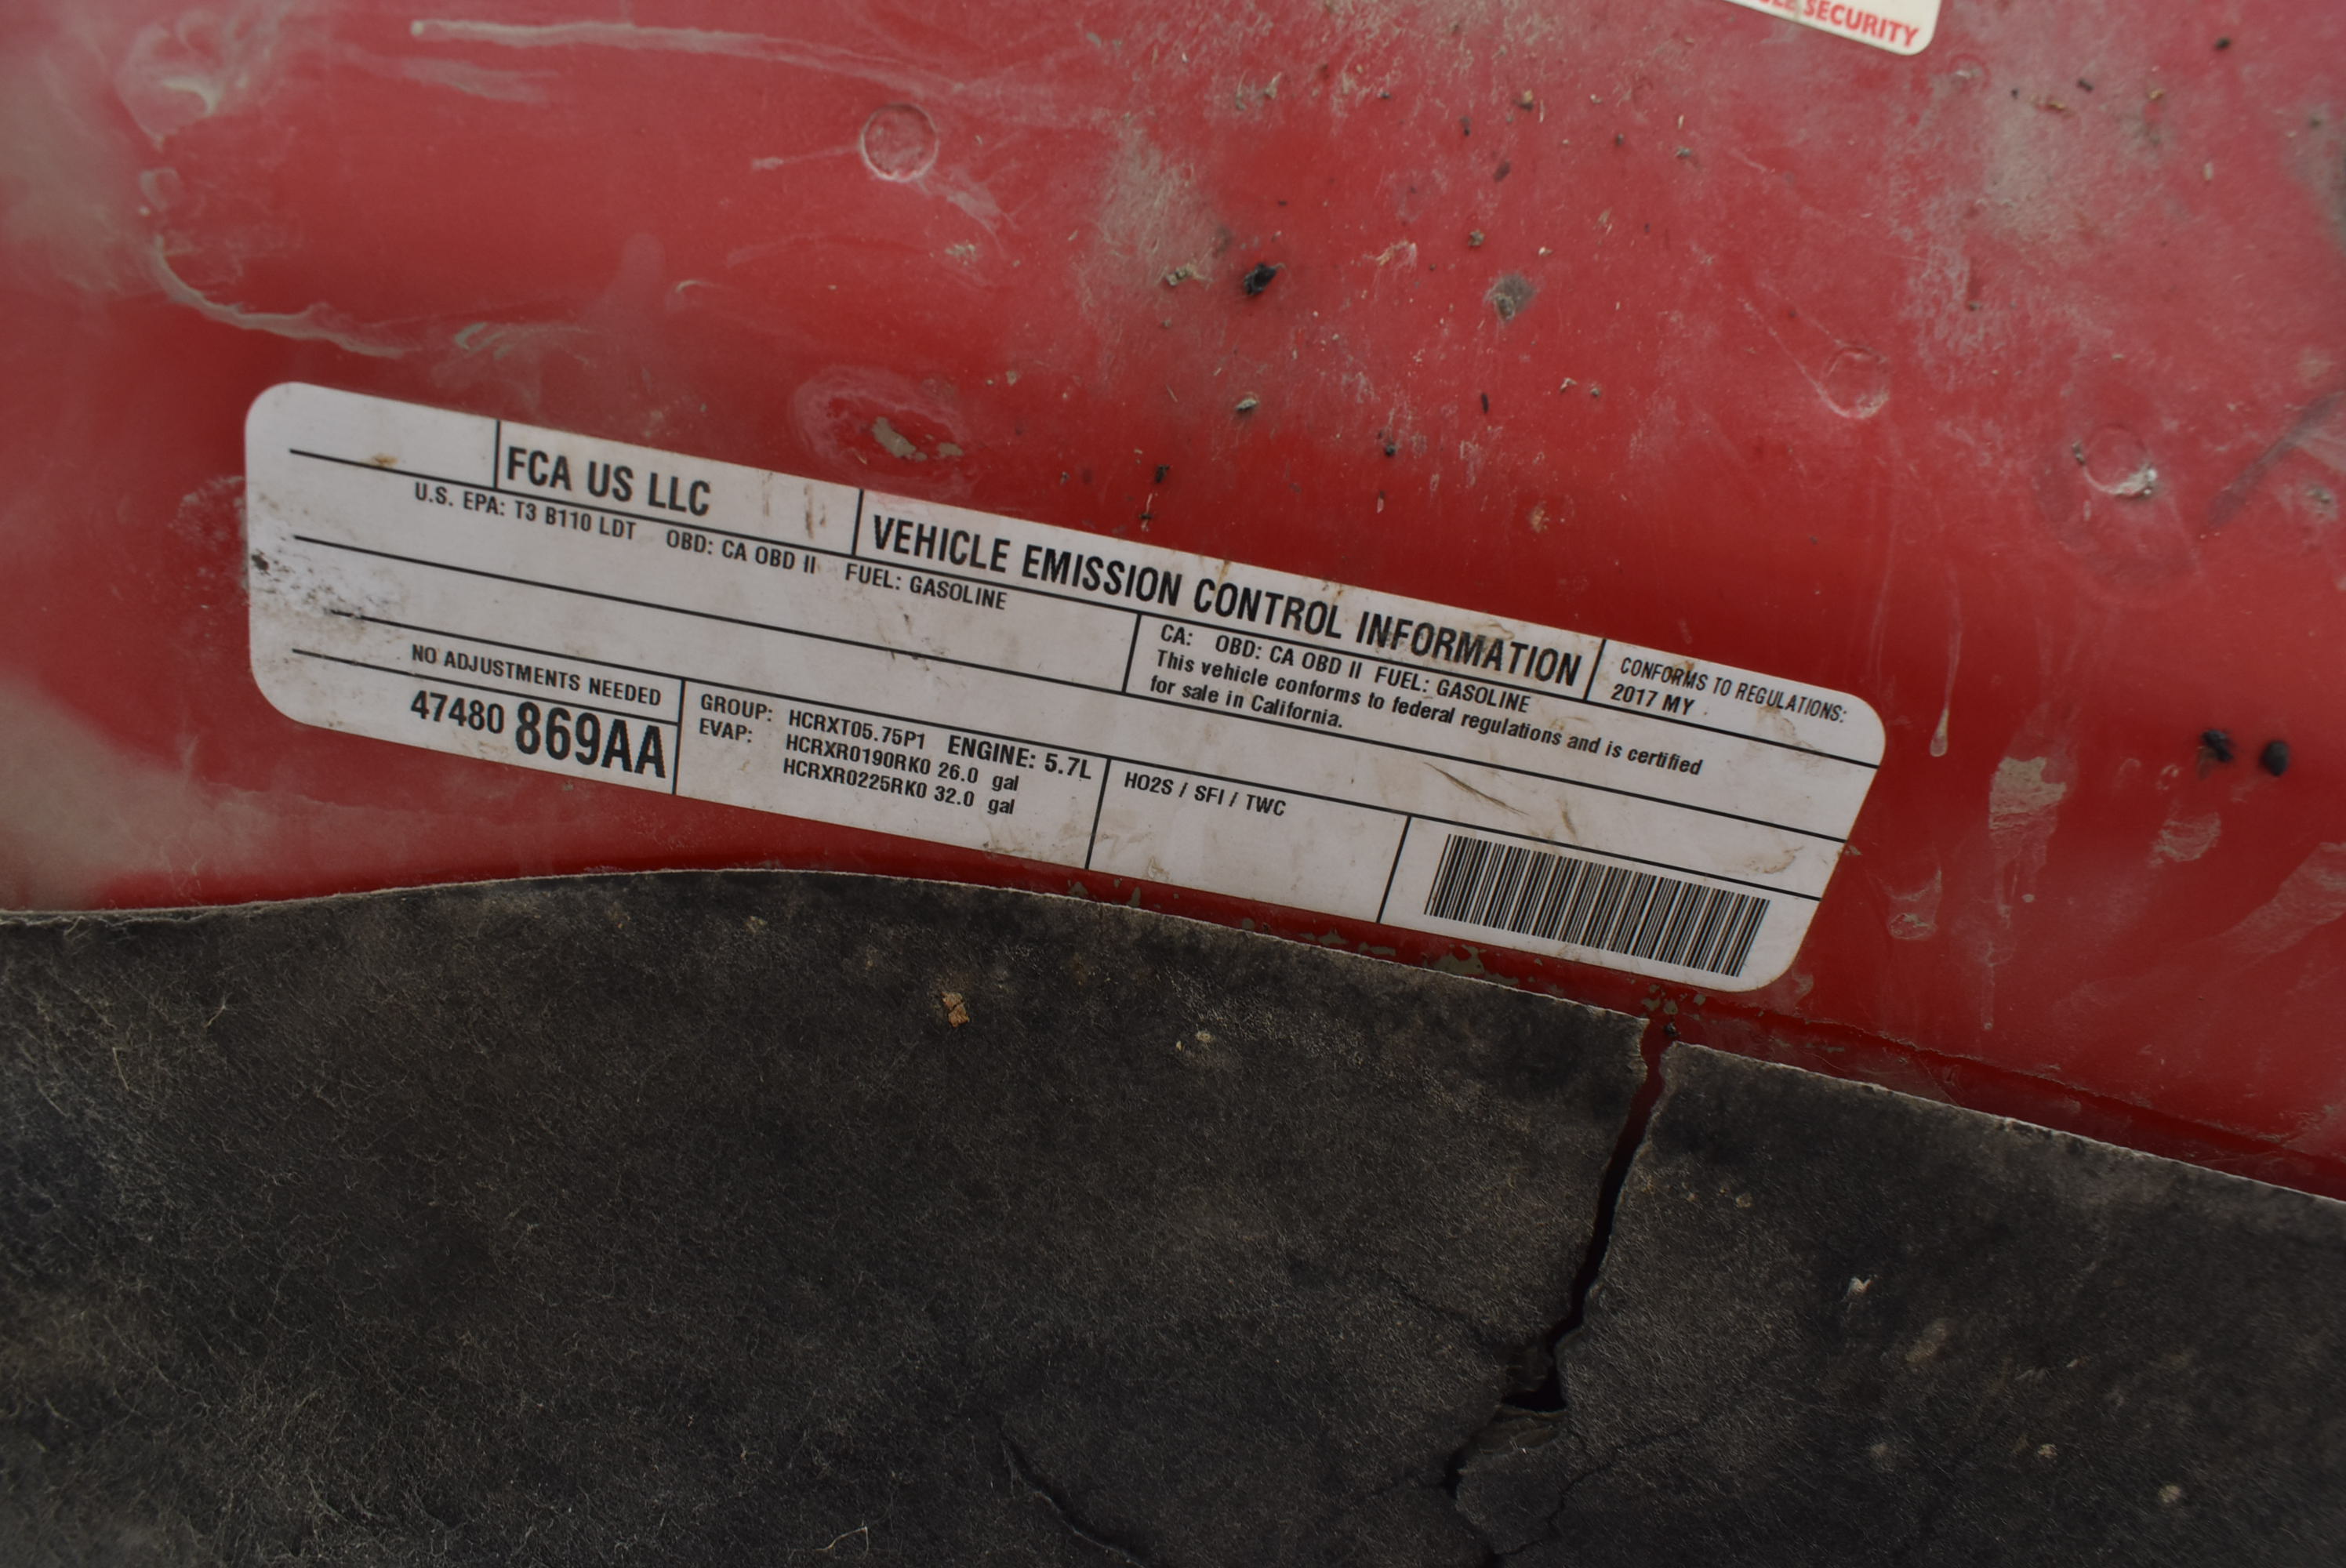 SECURITY
FCA US LLC
VEHICLE EMISSION CONTROL INFORMATION
CONFORMS TO REGULATIONS:
2017 MY
U.S. EPA: T3 B110 LDT OBD: CA OBD II FUEL: GASOLINE
CA: OBD: CA OBD II FUEL: GASOLINE
This vehicle conforms to federal regulations and is certified
for sale in California.
NO ADJUSTMENTS NEEDED
47480 869AA
GROUP: HCRXT05.75P1 ENGINE: 5.7L
EVAP: HCRXR0190RK0 26.0 gal
HCRXR0225RK0 32.0 gal
HO2S / SFI / TWC